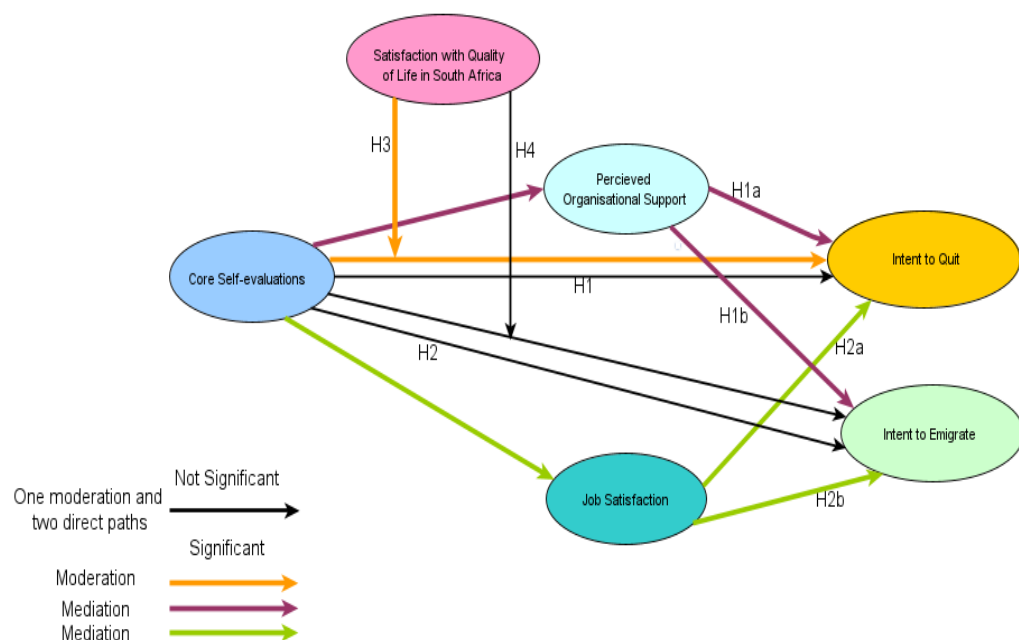 Satisfaction with Quality
of Life in South Africa
H3
H4
Percieved
Organisational Support
H1a
Core Self-evaluations
Intent to Quit
H1
H1b
H2
H2a
Intent to Emigrate
Job Satisfaction
H2b
Not Significant
One moderation and
two direct paths
Significant
Moderation
Mediation
Mediation